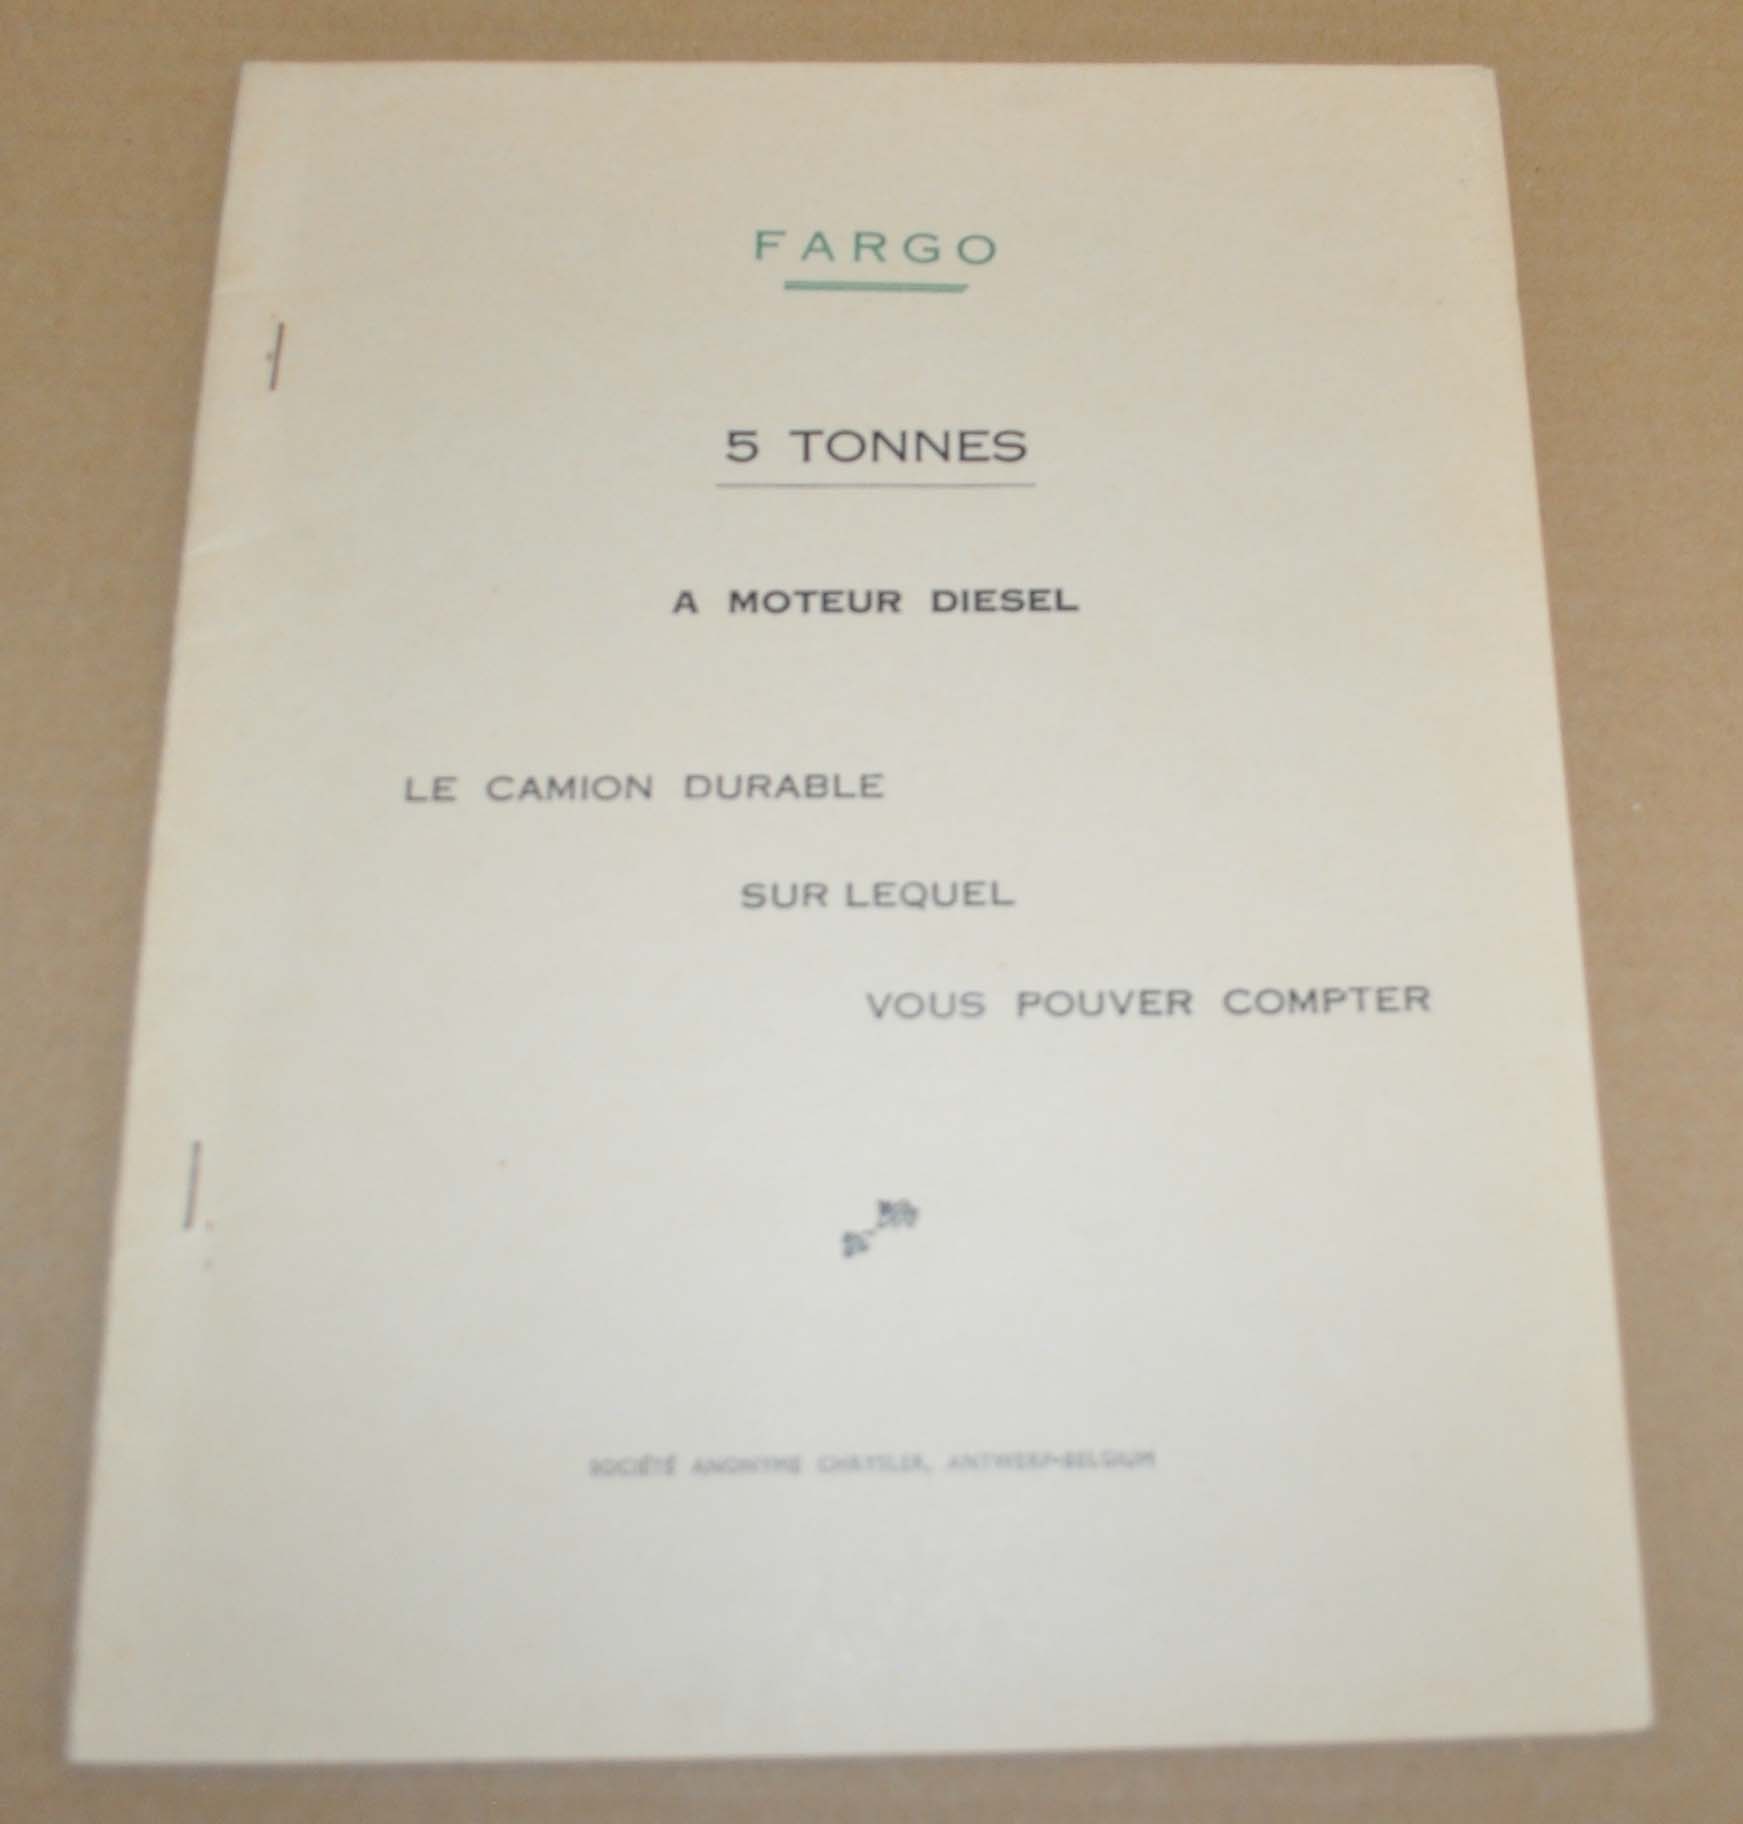 FARGO
5 TONNES
A MOTEUR DIESEL
LE CAMION DURABLE
SUR LEQUEL
VOUS POUVER COMPTER
SOCIÉTÉ ANONYME CHRYSLER, ANTWERP-BELGIUM